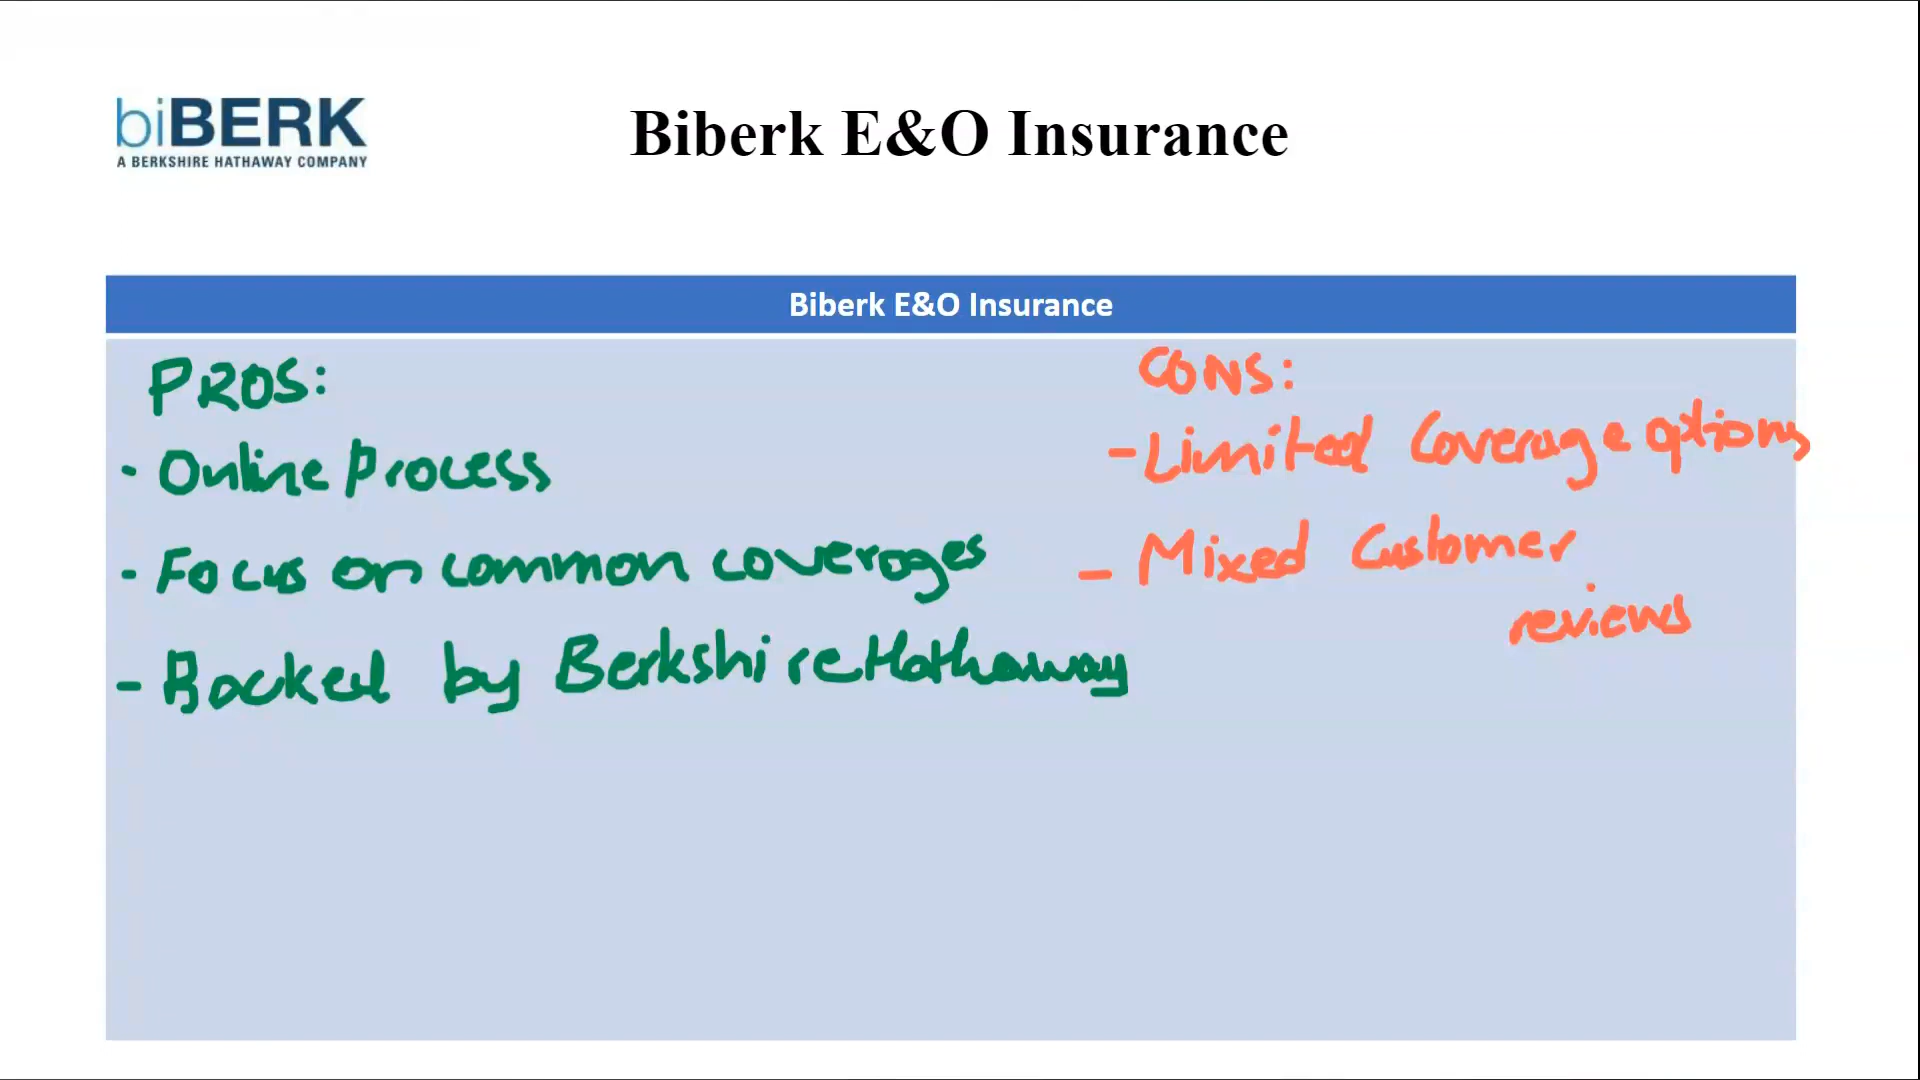 biBERK
A BERKSHIRE HATHAWAY COMPANY
Biberk E&O Insurance
Biberk E&O Insurance
PROS:
- Online Process
- Focus on common coverages
- Backed by Berkshire Hathaway
CONS:
- Limited Coverage options
- Mixed Customer
reviews